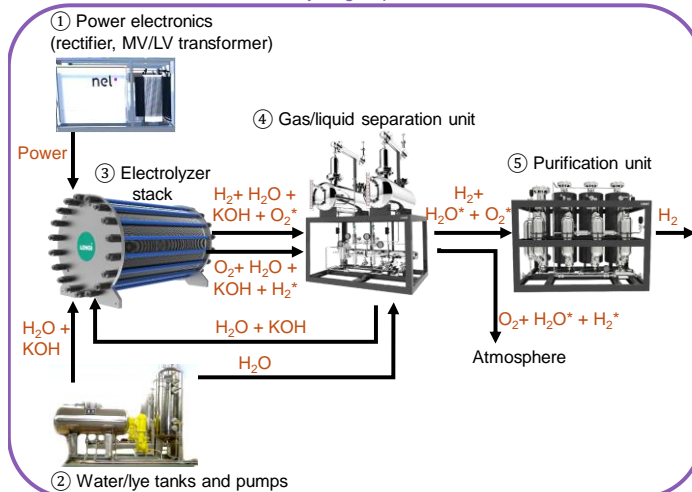 ① Power electronics
(rectifier, MV/LV transformer)
nel
④ Gas/liquid separation unit
Power
③ Electrolyzer
stack
⑤ Purification unit
H₂+ H₂O +
KOH + O₂*
H₂+
H₂O* + O₂*
H₂
LONGi
O₂+ H₂O +
KOH + H₂*
H₂O +
KOH
H₂O + KOH
O₂+ H₂O* + H₂*
H₂O
Atmosphere
② Water/lye tanks and pumps